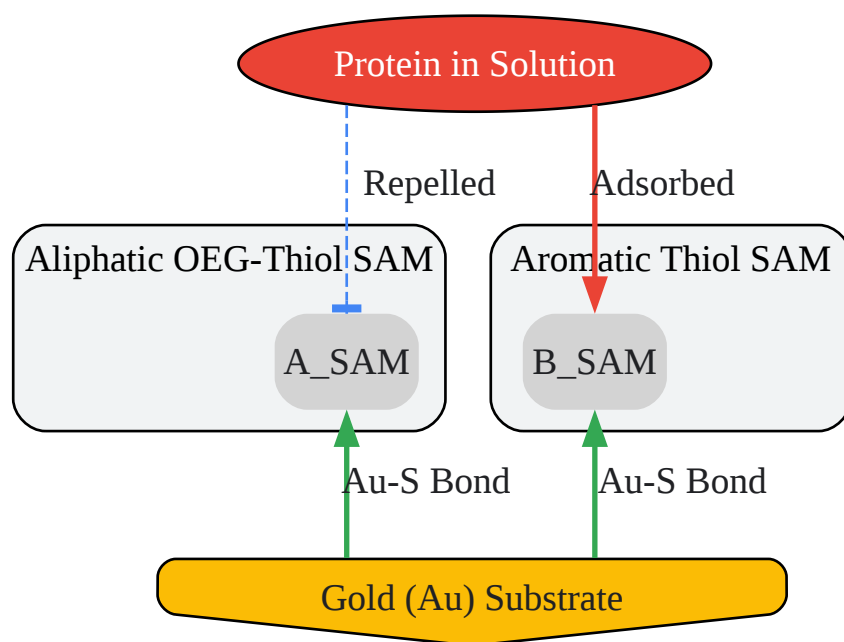 Protein in Solution
Repelled
Adsorbed
Aliphatic OEG-Thiol SAM
Aromatic Thiol SAM
A_SAM
B_SAM
Au-S Bond
Au-S Bond
Gold (Au) Substrate